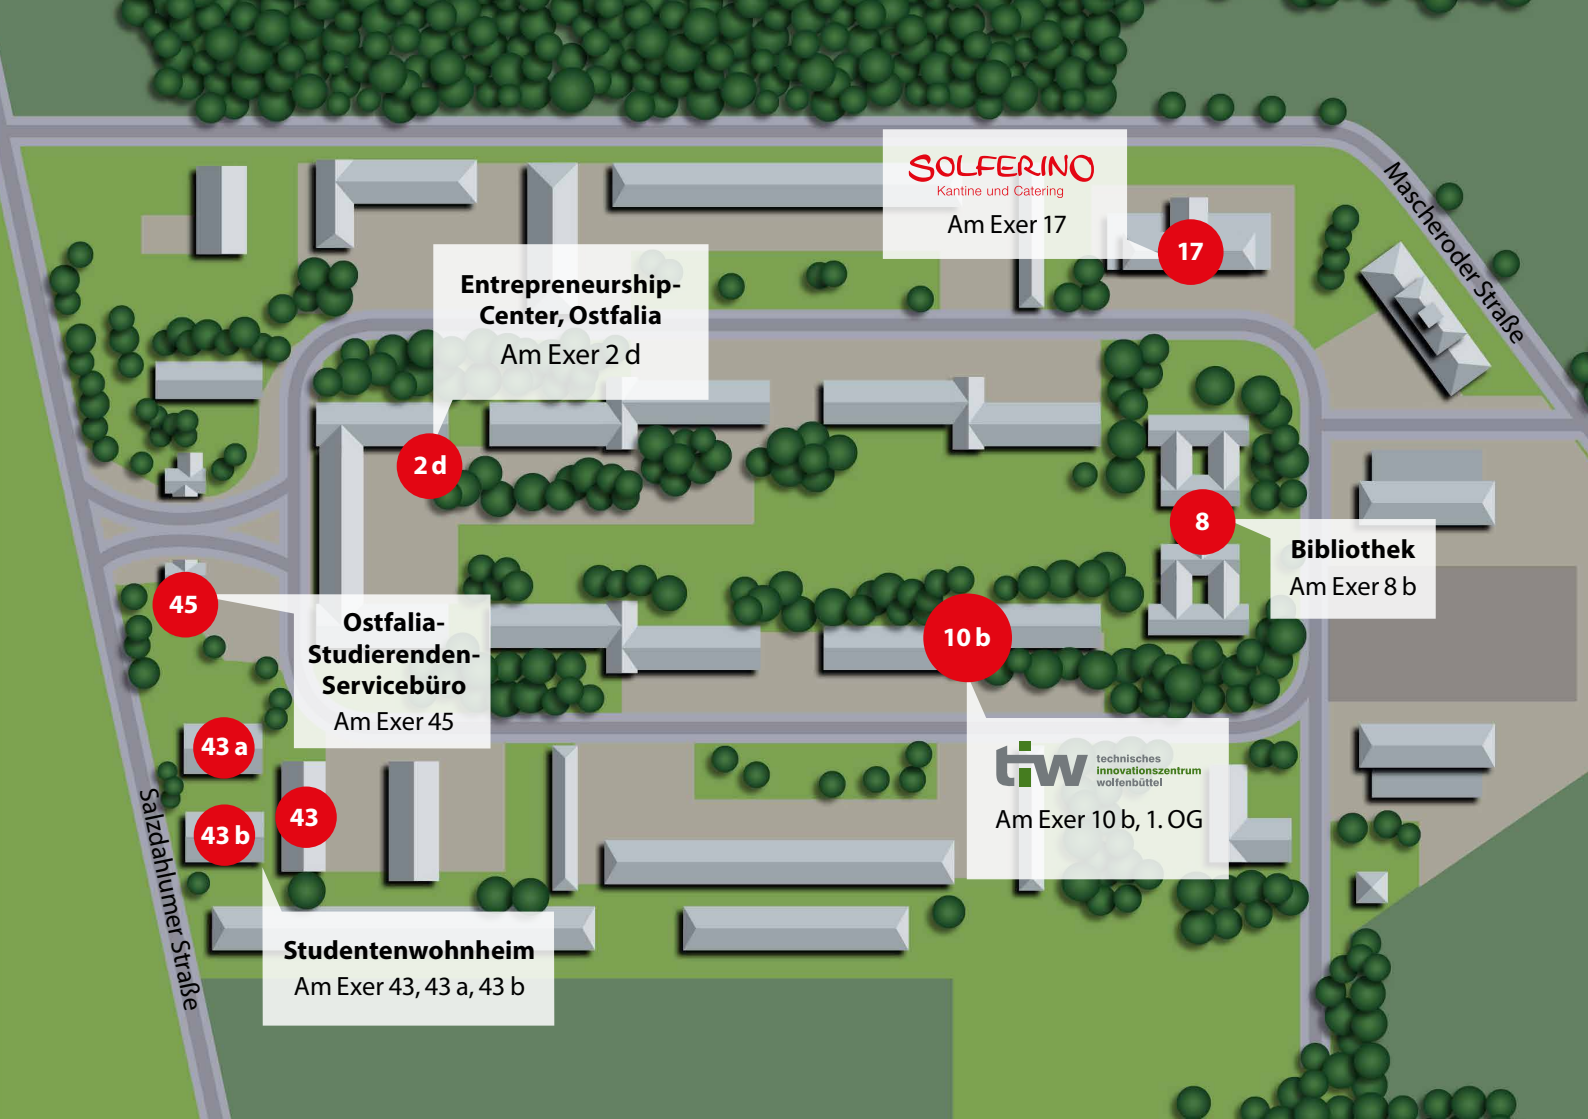 SOLFERINO
Kantine und Catering
Am Exer 17
17
Mascheroder Straße
Entrepreneurship-
Center, Ostfalia
Am Exer 2 d
2 d
8
Bibliothek
Am Exer 8 b
45
Ostfalia-
Studierenden-
Servicebüro
Am Exer 45
10 b
tiw
technisches
innovationszentrum
wolfenbüttel
Am Exer 10 b, 1. OG
43 a
43
43 b
Salzdahlumer Straße
Studentenwohnheim
Am Exer 43, 43 a, 43 b